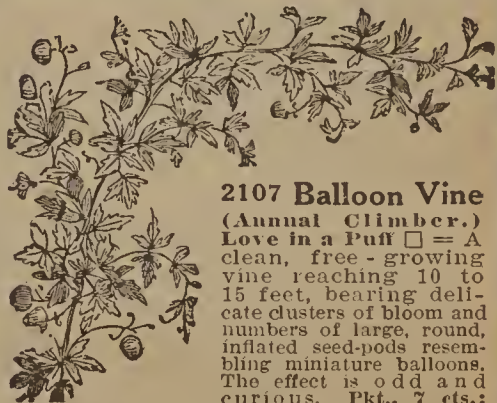 2107 Balloon Vine
(Annual Climber.)
Love in a Puff □ = A
clean, free - growing
vine reaching 10 to
15 feet, bearing deli-
cate clusters of bloom and
numbers of large, round,
inflated seed-pods resem-
bling miniature balloons.
The effect is odd and
curious. Pkt., 7 cts.;